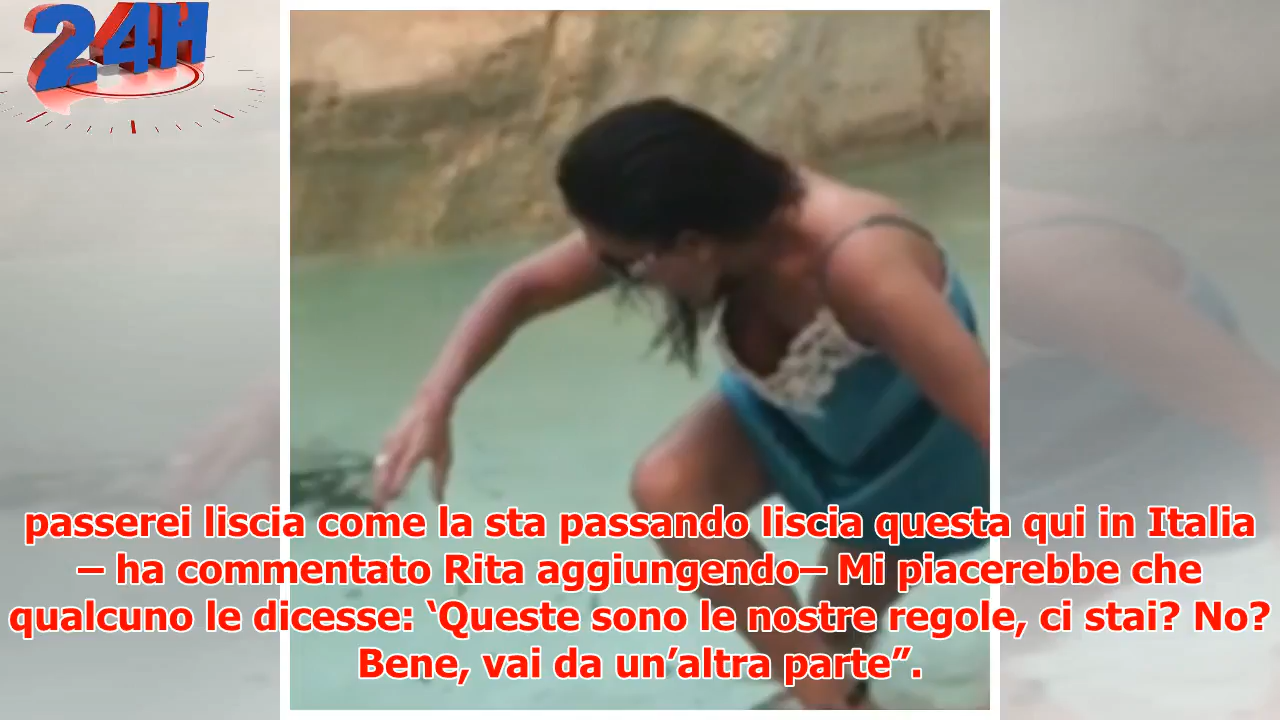 24H
passerei liscia come la sta passando liscia questa qui in Italia
– ha commentato Rita aggiungendo– Mi piacerebbe che
qualcuno le dicesse: ‘Queste sono le nostre regole, ci stai? No?
Bene, vai da un’altra parte”.